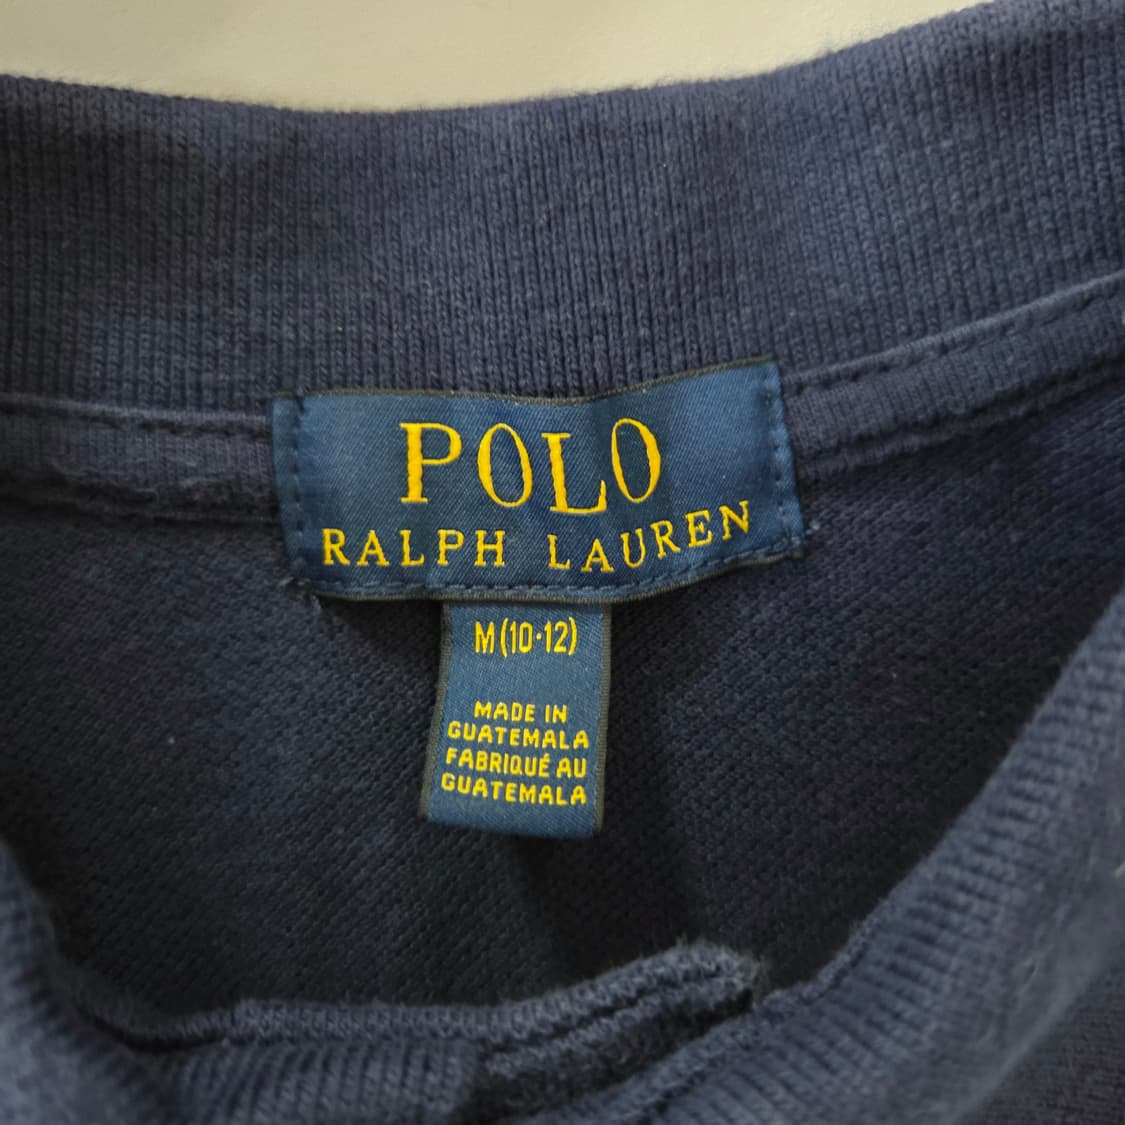 POLO
RALPH LAUREN
M (10·12)
MADE IN
GUATEMALA
FABRIQUÉ AU
GUATEMALA